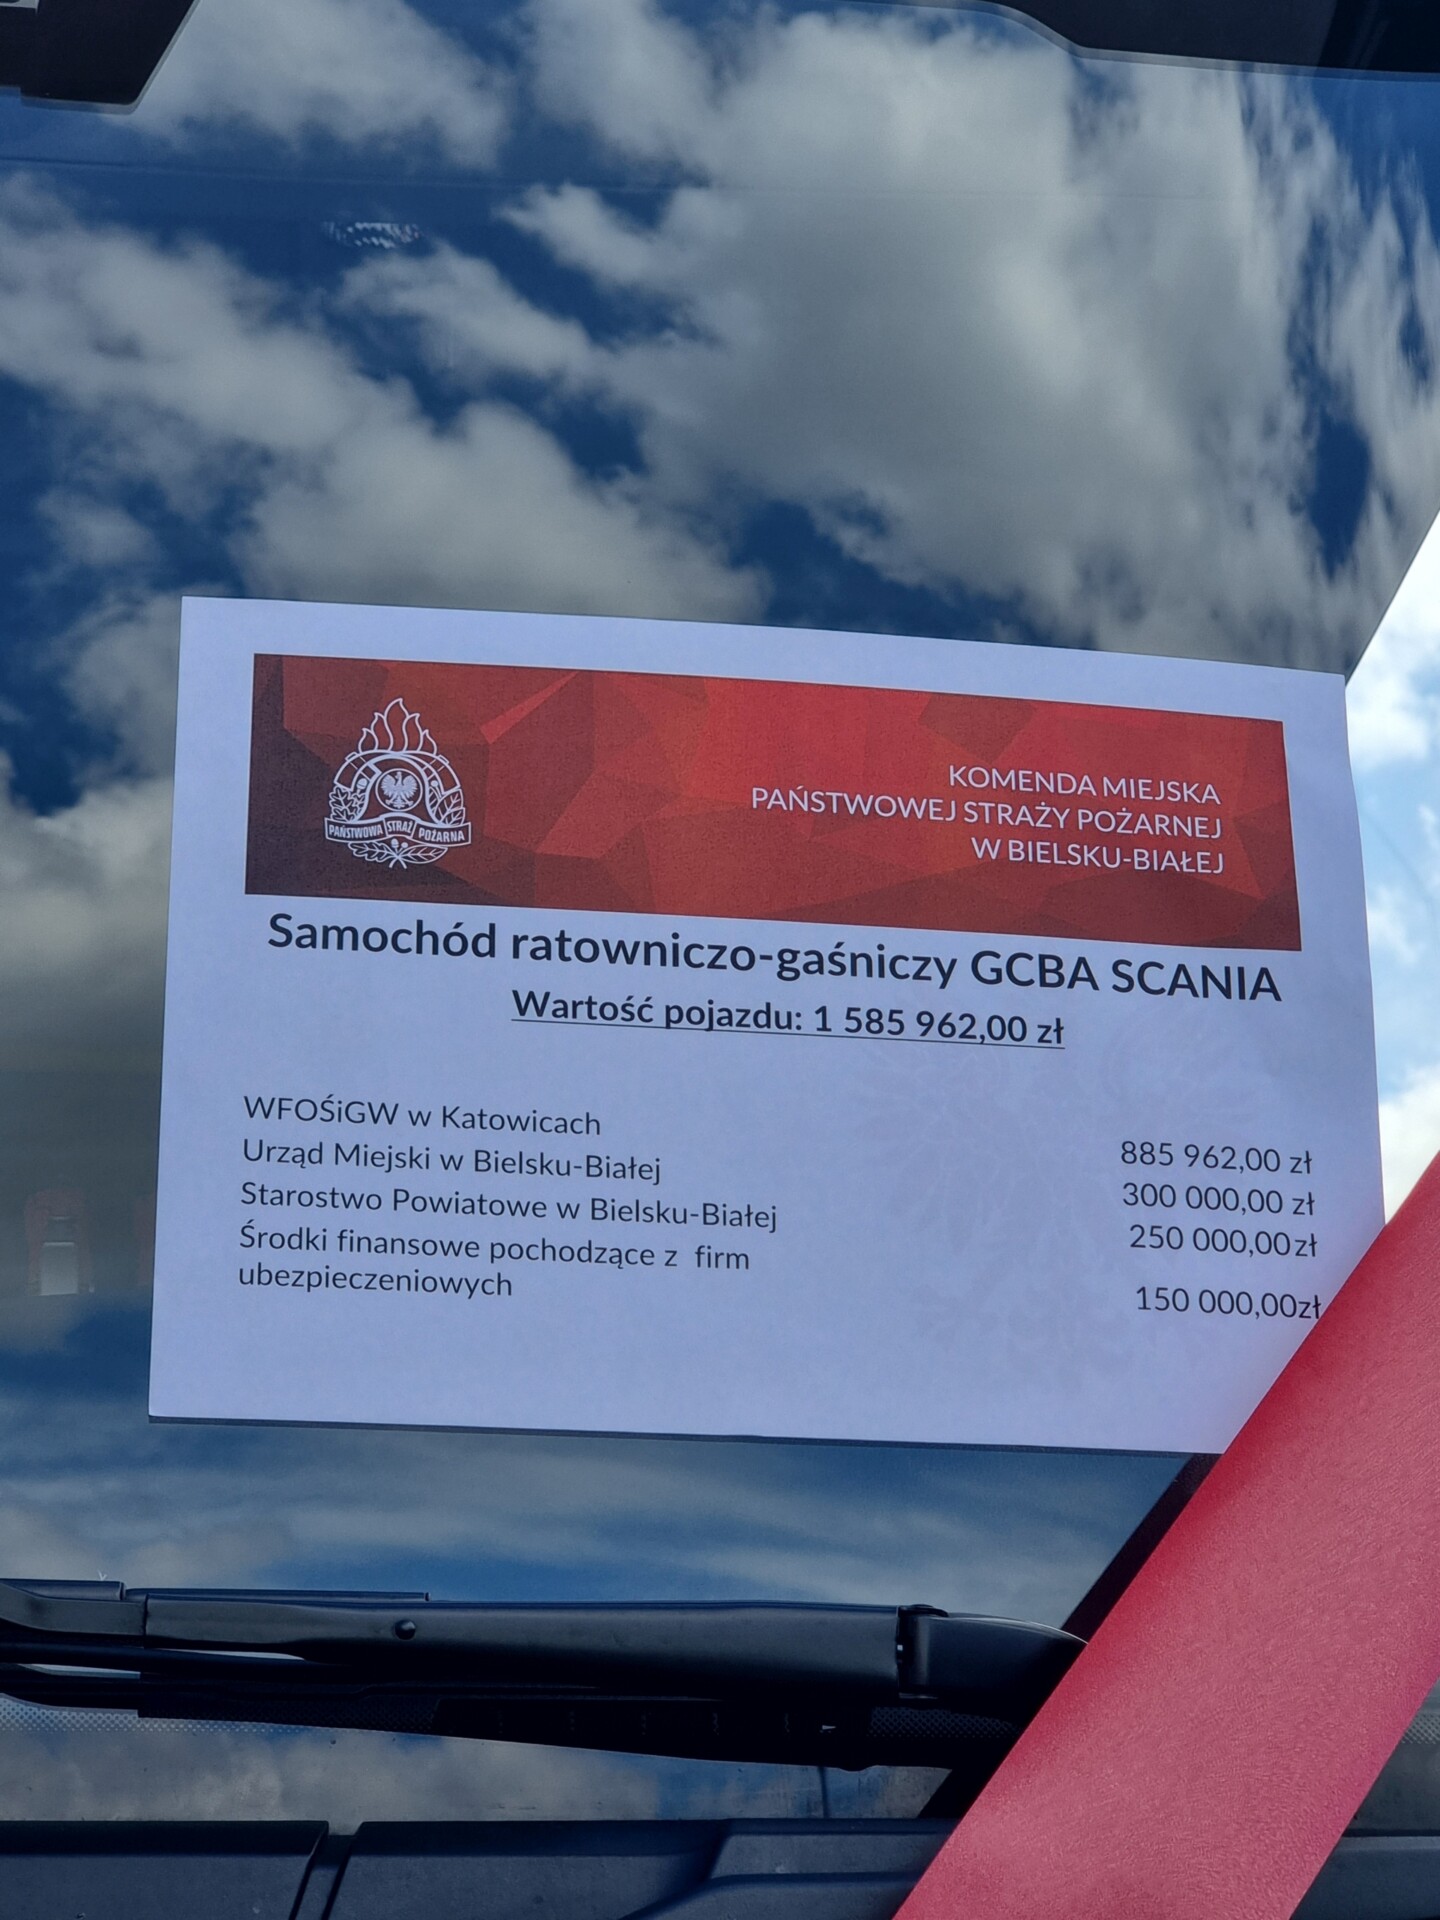 PAŃSTWOWA STRAŻ POŻARNA
KOMENDA MIEJSKA
PAŃSTWOWEJ STRAŻY POŻARNEJ
W BIELSKU-BIAŁEJ
Samochód ratowniczo-gaśniczy GCBA SCANIA
Wartość pojazdu: 1 585 962,00 zł
WFOŚiGW w Katowicach 885 962,00 zł
Urząd Miejski w Bielsku-Białej 300 000,00 zł
Starostwo Powiatowe w Bielsku-Białej 250 000,00zł
Środki finansowe pochodzące z firm
ubezpieczeniowych 150 000,00zł